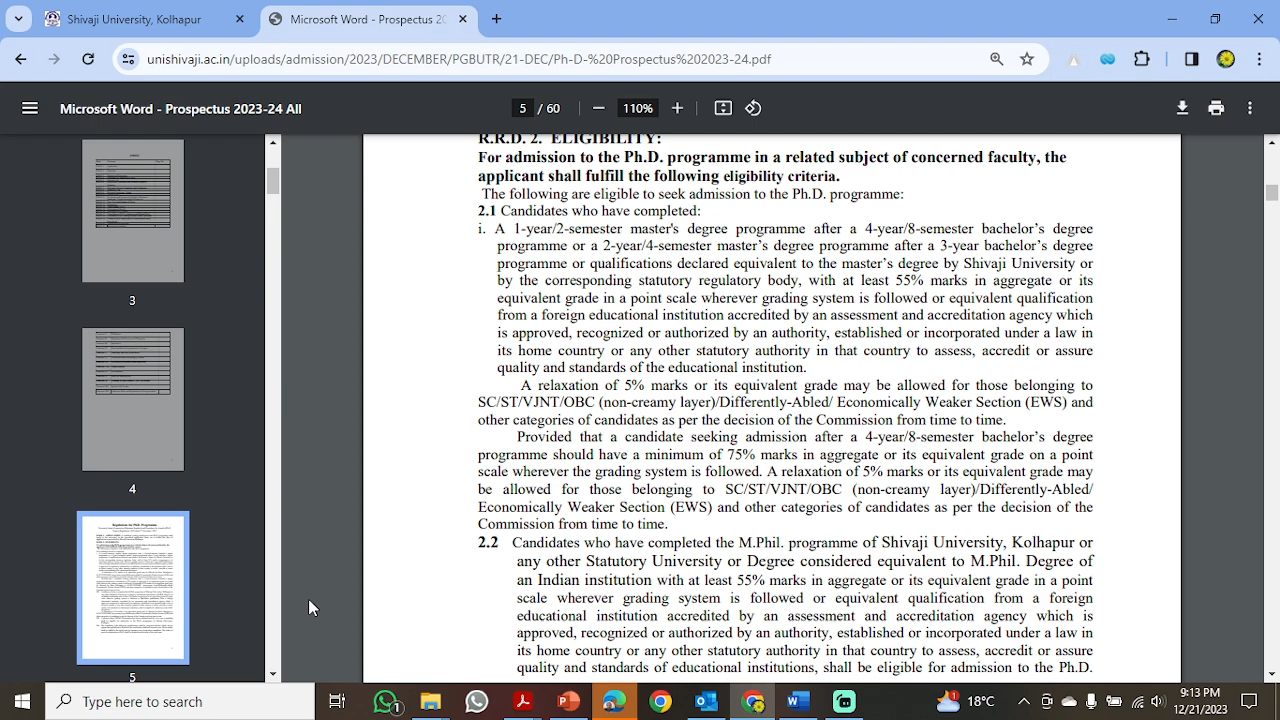 Shivaji University, Kolhapur
Microsoft Word - Prospectus 20
unishivaji.ac.in/uploads/admission/2023/DECEMBER/PGBUTR/21-DEC/Ph-D-%20Prospectus%202023-24.pdf
Microsoft Word - Prospectus 2023-24 All
5 / 60
110%
3
4
5
R.R.D. 2. ELIGIBILITY:
For admission to the Ph.D. programme in a related subject of concerned faculty, the
applicant shall fulfill the following eligibility criteria.
The following are eligible to seek admission to the Ph.D. programme:
2.1 Candidates who have completed:
i. A 1-year/2-semester master's degree programme after a 4-year/8-semester bachelor's degree
programme or a 2-year/4-semester master's degree programme after a 3-year bachelor's degree
programme or qualifications declared equivalent to the master's degree by Shivaji University or
by the corresponding statutory regulatory body, with at least 55% marks in aggregate or its
equivalent grade in a point scale wherever grading system is followed or equivalent qualification
from a foreign educational institution accredited by an assessment and accreditation agency which
is approved, recognized or authorized by an authority, established or incorporated under a law in
its home country or any other statutory authority in that country to assess, accredit or assure
quality and standards of the educational institution.
A relaxation of 5% marks or its equivalent grade may be allowed for those belonging to
SC/ST/VJNT/OBC (non-creamy layer)/Differently-Abled/ Economically Weaker Section (EWS) and
other categories of candidates as per the decision of the Commission from time to time.
Provided that a candidate seeking admission after a 4-year/8-semester bachelor's degree
programme should have a minimum of 75% marks in aggregate or its equivalent grade on a point
scale wherever the grading system is followed. A relaxation of 5% marks or its equivalent grade may
be allowed for those belonging to SC/ST/VJNT/OBC (non-creamy layer)/Differently-Abled/
Economically Weaker Section (EWS) and other categories of candidates as per the decision of the
Commission from time to time.
2.2 Candidates who have completed the M.Phil. programme of Shivaji University, Kolhapur or
any other Statutory University or Degree considered equivalent to M.Phil. Degree of
an Indian institution with at least 55% marks in aggregate or its equivalent grade in a point
scale wherever grading system is followed or equivalent qualification from a foreign
educational institution accredited by an assessment and accreditation agency which is
approved, recognized or authorized by an authority, established or incorporated under a law in
its home country or any other statutory authority in that country to assess, accredit or assure
quality and standards of educational institutions, shall be eligible for admission to the Ph.D.
Type here to search
1
1
18°C
9:13 PM
12/21/2023